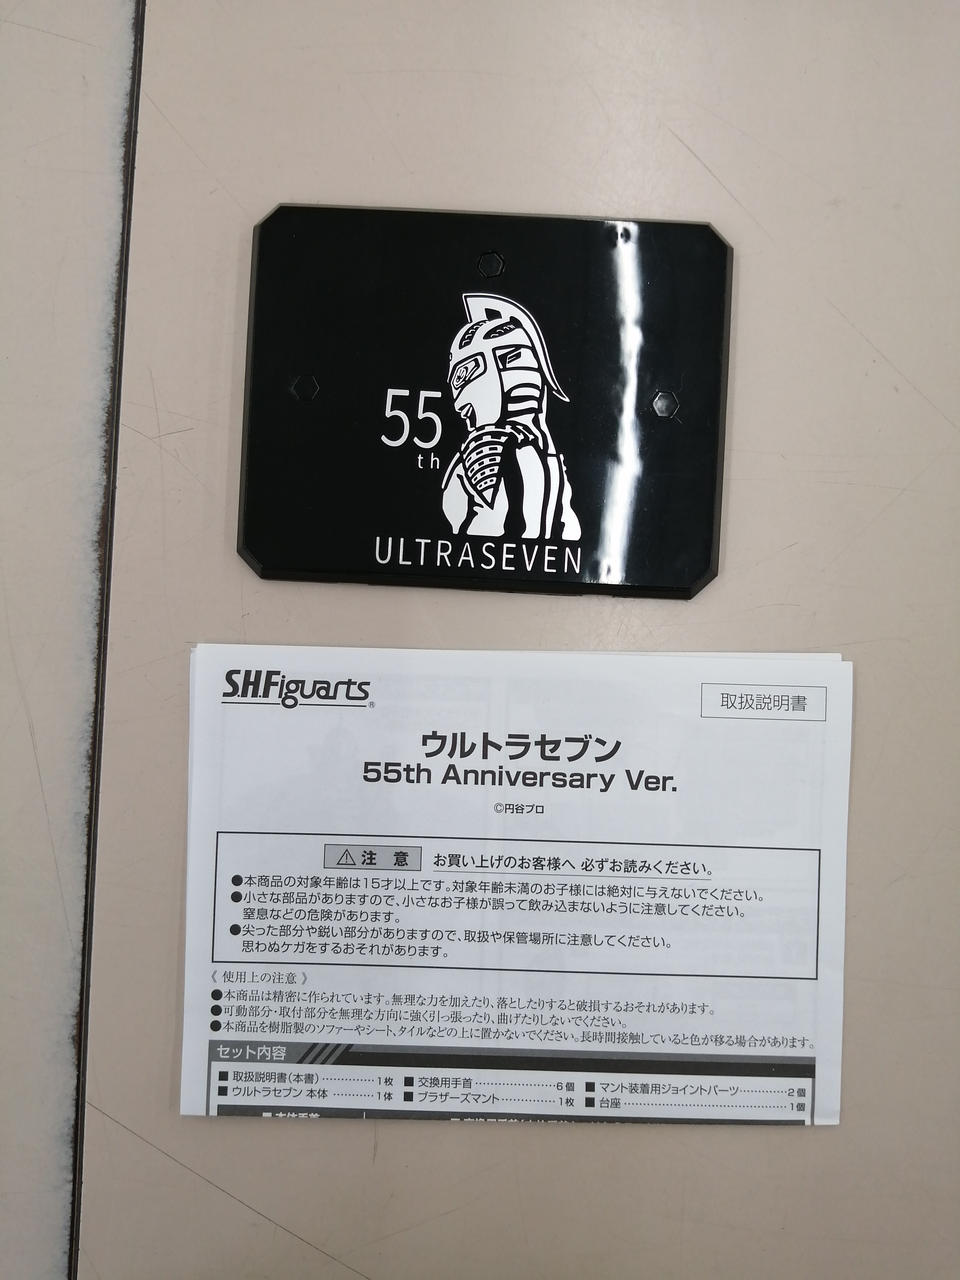 55
th
ULTRASEVEN
S.H.Figuarts®
取扱説明書
ウルトラセブン
55th Anniversary Ver.
©円谷プロ
⚠注 意 お買い上げのお客様へ 必ずお読みください。
●本商品の対象年齢は15才以上です。対象年齢未満のお子様には絶対に与えないでください。
●小さな部品がありますので、小さなお子様が誤って飲み込まないように注意してください。
窒息などの危険があります。
●尖った部分や鋭い部分がありますので、取扱や保管場所に注意してください。
思わぬケガをするおそれがあります。
《 使用上の注意 》
●本商品は精密に作られています。無理な力を加えたり、落としたりすると破損するおそれがあります。
●可動部分・取付部分を無理な方向に強く引っ張ったり、曲げたりしないでください。
●本商品を樹脂製のソファーやシート、タイルなどの上に置かないでください。長時間接触していると色が移る場合があります。
セット内容
■ 取扱説明書(本書)‥‥‥‥‥1枚 ■ 交換用手首‥‥‥‥‥‥‥6個 ■ マント装着用ジョイントパーツ‥‥‥‥2個
■ ウルトラセブン 本体 ‥‥‥‥1体 ■ ブラザーズマント‥‥‥‥‥1枚 ■ 台座‥‥‥‥‥‥‥‥‥‥‥‥1個